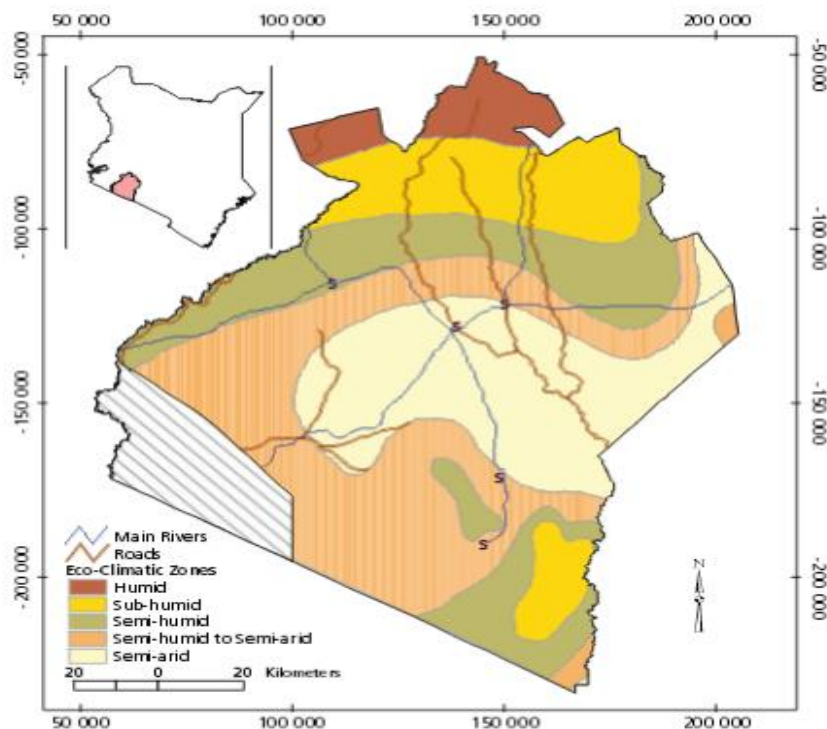 50 000 100 000 150 000 200 000
-50 000 -50 000
-100 000 -100 000
S
S
S
-150 000 -150 000
S
S
Main Rivers
Roads
Eco-Climatic Zones
Humid
Sub-humid
Semi-humid
Semi-humid to Semi-arid
Semi-arid
-200 000 -200 000
N
20 0 20 Kilometers
50 000 100 000 150 000 200 000